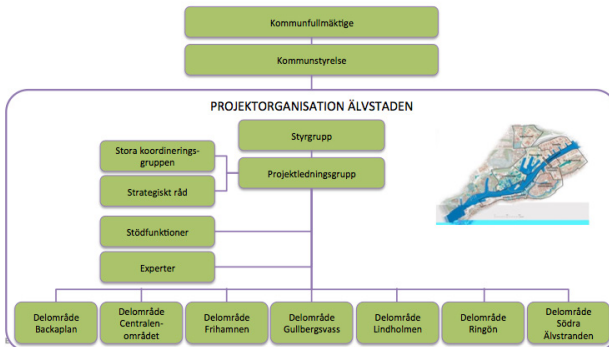 Kommunfullmäktige
Kommunstyrelse
PROJEKTORGANISATION ÄLVSTADEN
Styrgrupp
Stora koordinerings-
gruppen
Projektledningsgrupp
Strategiskt råd
Stödfunktioner
Experter
Delområde
Backaplan
Delområde
Centralen-
området
Delområde
Frihamnen
Delområde
Gullbergsvass
Delområde
Lindholmen
Delområde
Ringön
Delområde
Södra
Älvstranden